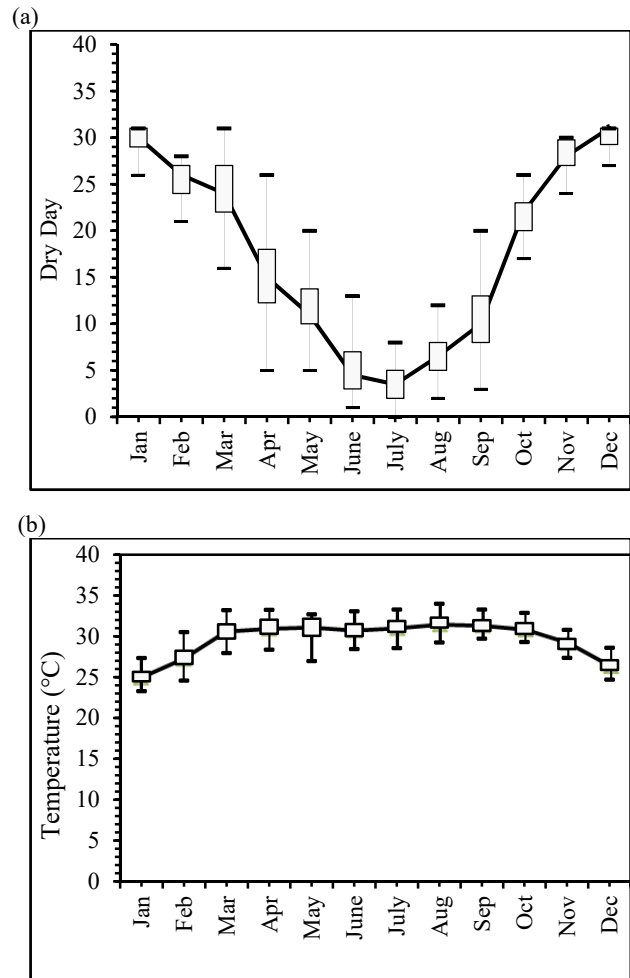 (a)
40
35
30
25
20
15
10
5
0
Dry Day
Jan
Feb
Mar
Apr
May
June
July
Aug
Sep
Oct
Nov
Dec
(b)
40
35
30
25
20
15
10
5
0
Temperature (°C)
Jan
Feb
Mar
Apr
May
June
July
Aug
Sep
Oct
Nov
Dec